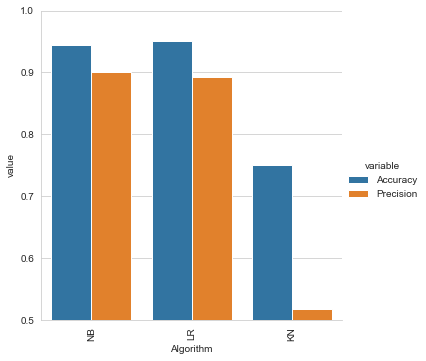 1.0
0.9
0.8
0.7
0.6
0.5
value
NB
LR
KN
Algorithm
variable
Accuracy
Precision